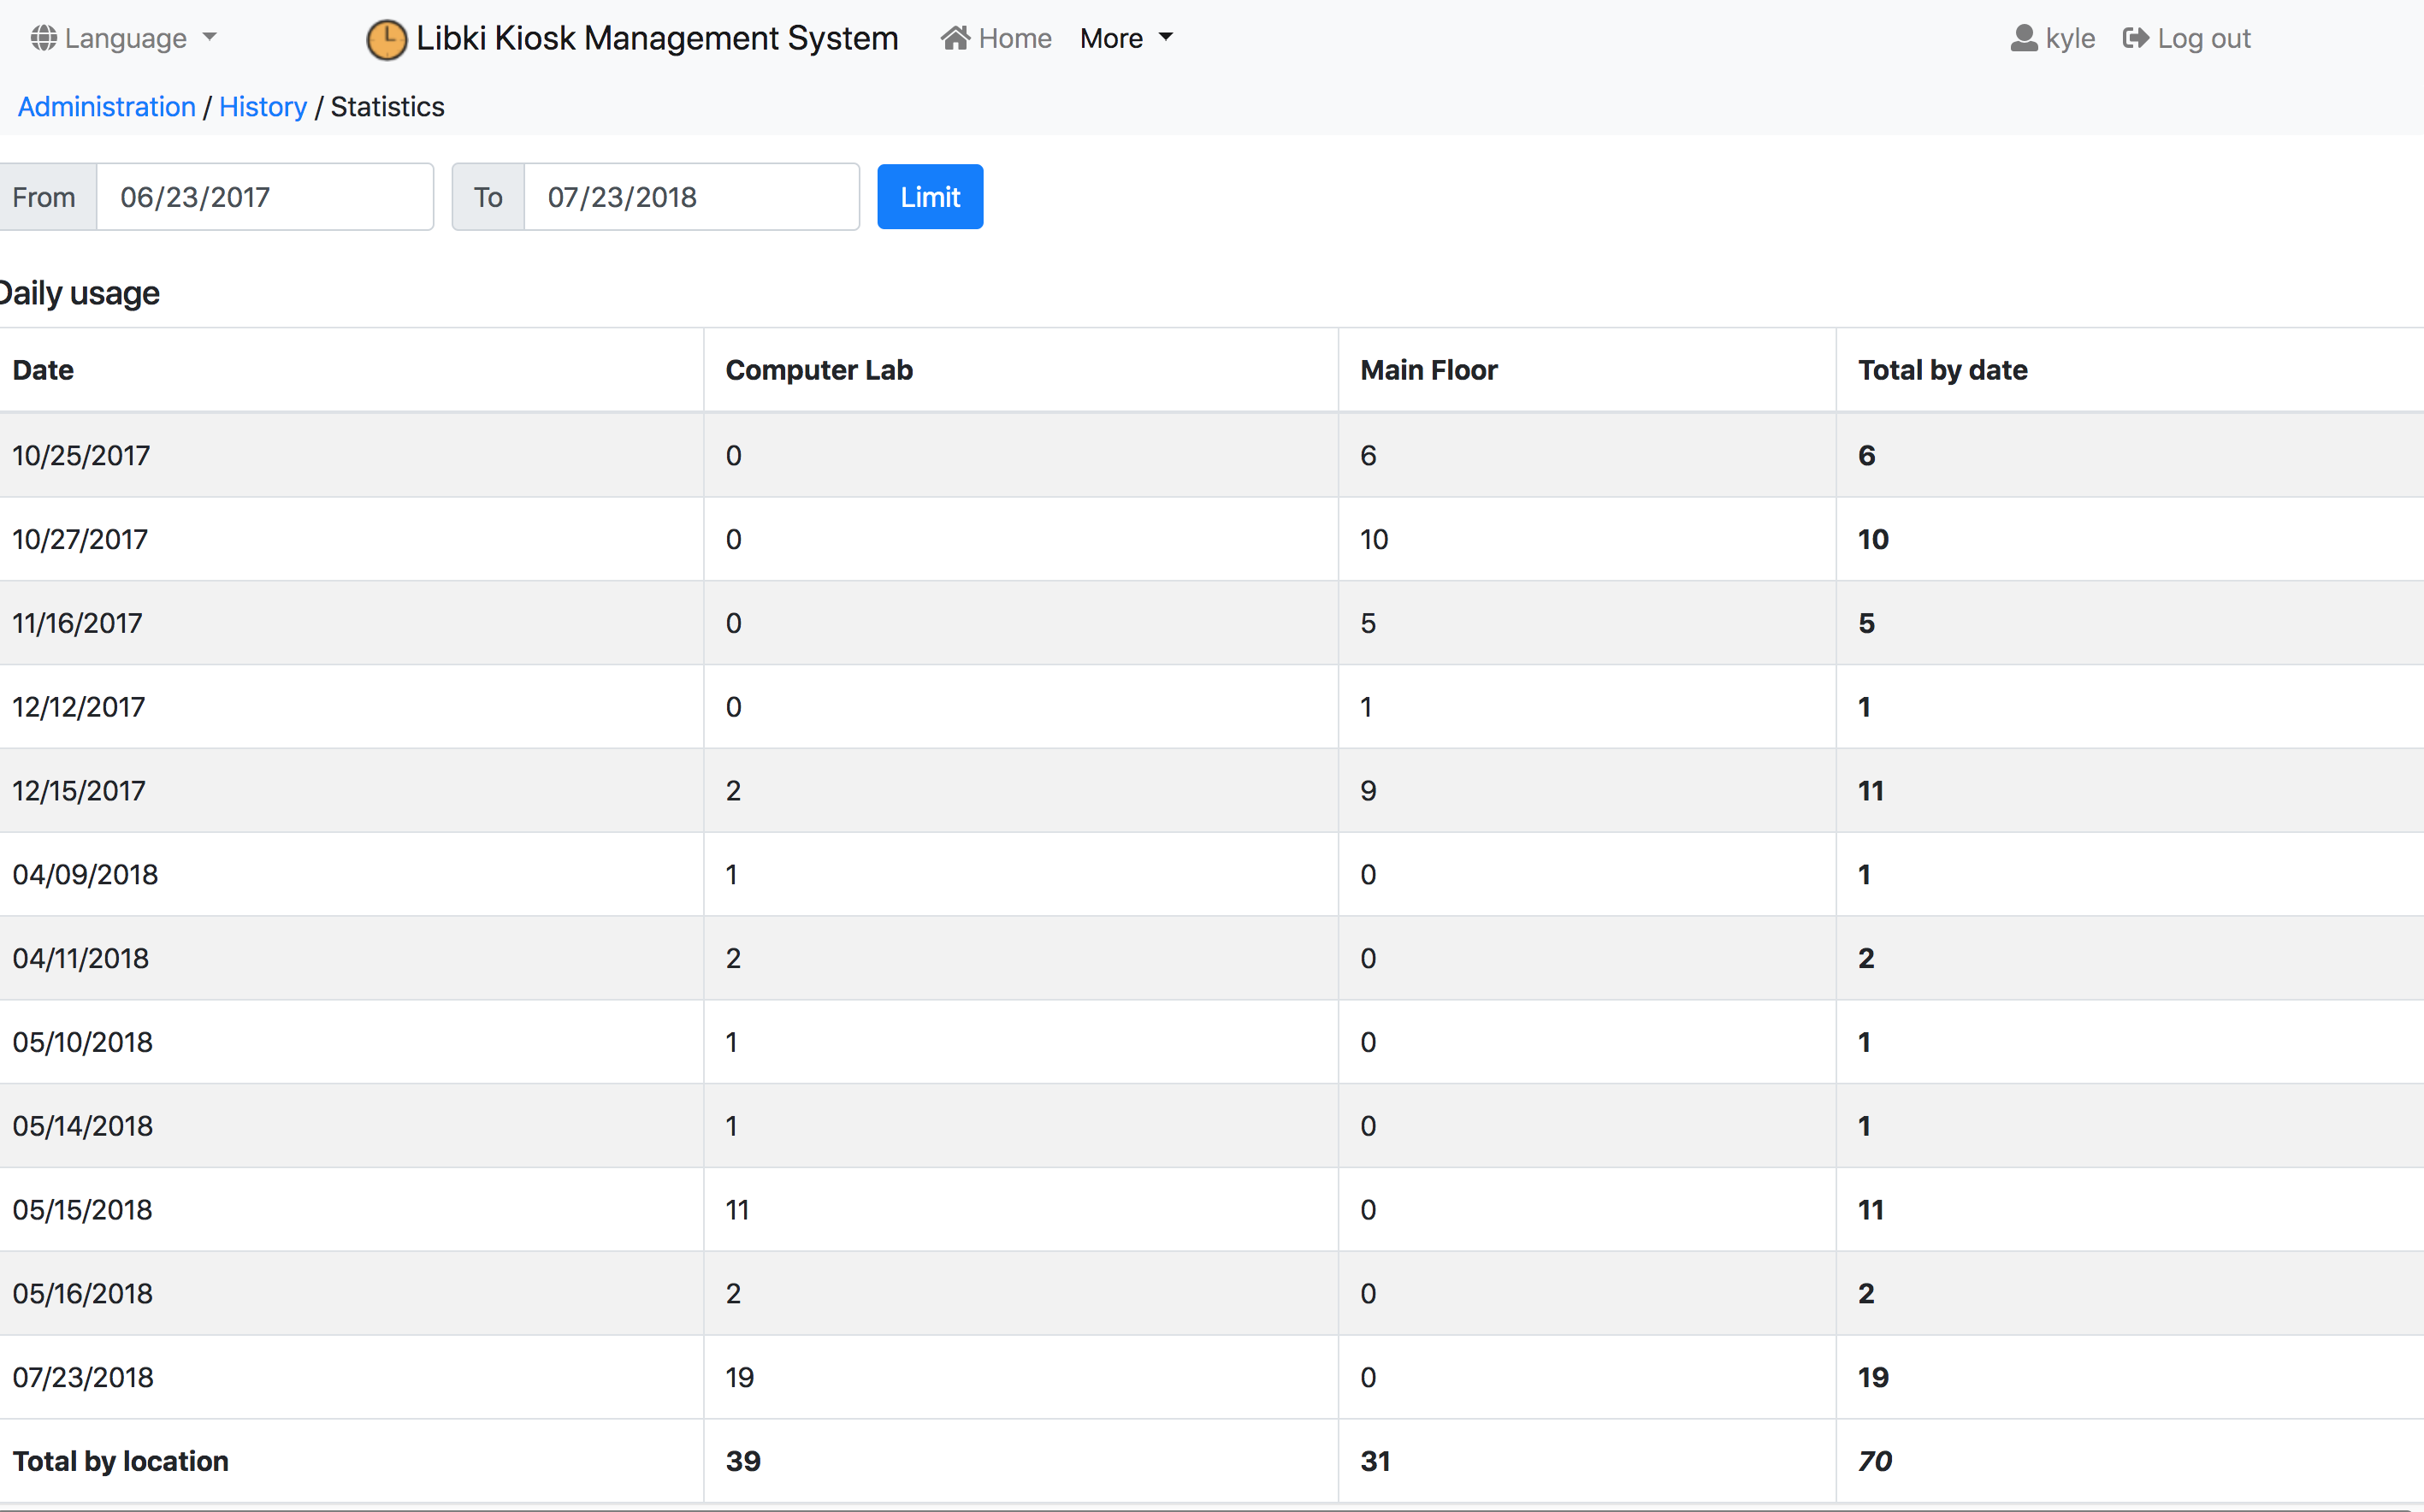 Language Libki Kiosk Management System Home More kyle Log out
Administration / History / Statistics
From 06/23/2017 To 07/23/2018 Limit
Daily usage
Date Computer Lab Main Floor Total by date
10/25/2017 0 6 6
10/27/2017 0 10 10
11/16/2017 0 5 5
12/12/2017 0 1 1
12/15/2017 2 9 11
04/09/2018 1 0 1
04/11/2018 2 0 2
05/10/2018 1 0 1
05/14/2018 1 0 1
05/15/2018 11 0 11
05/16/2018 2 0 2
07/23/2018 19 0 19
Total by location 39 31 70